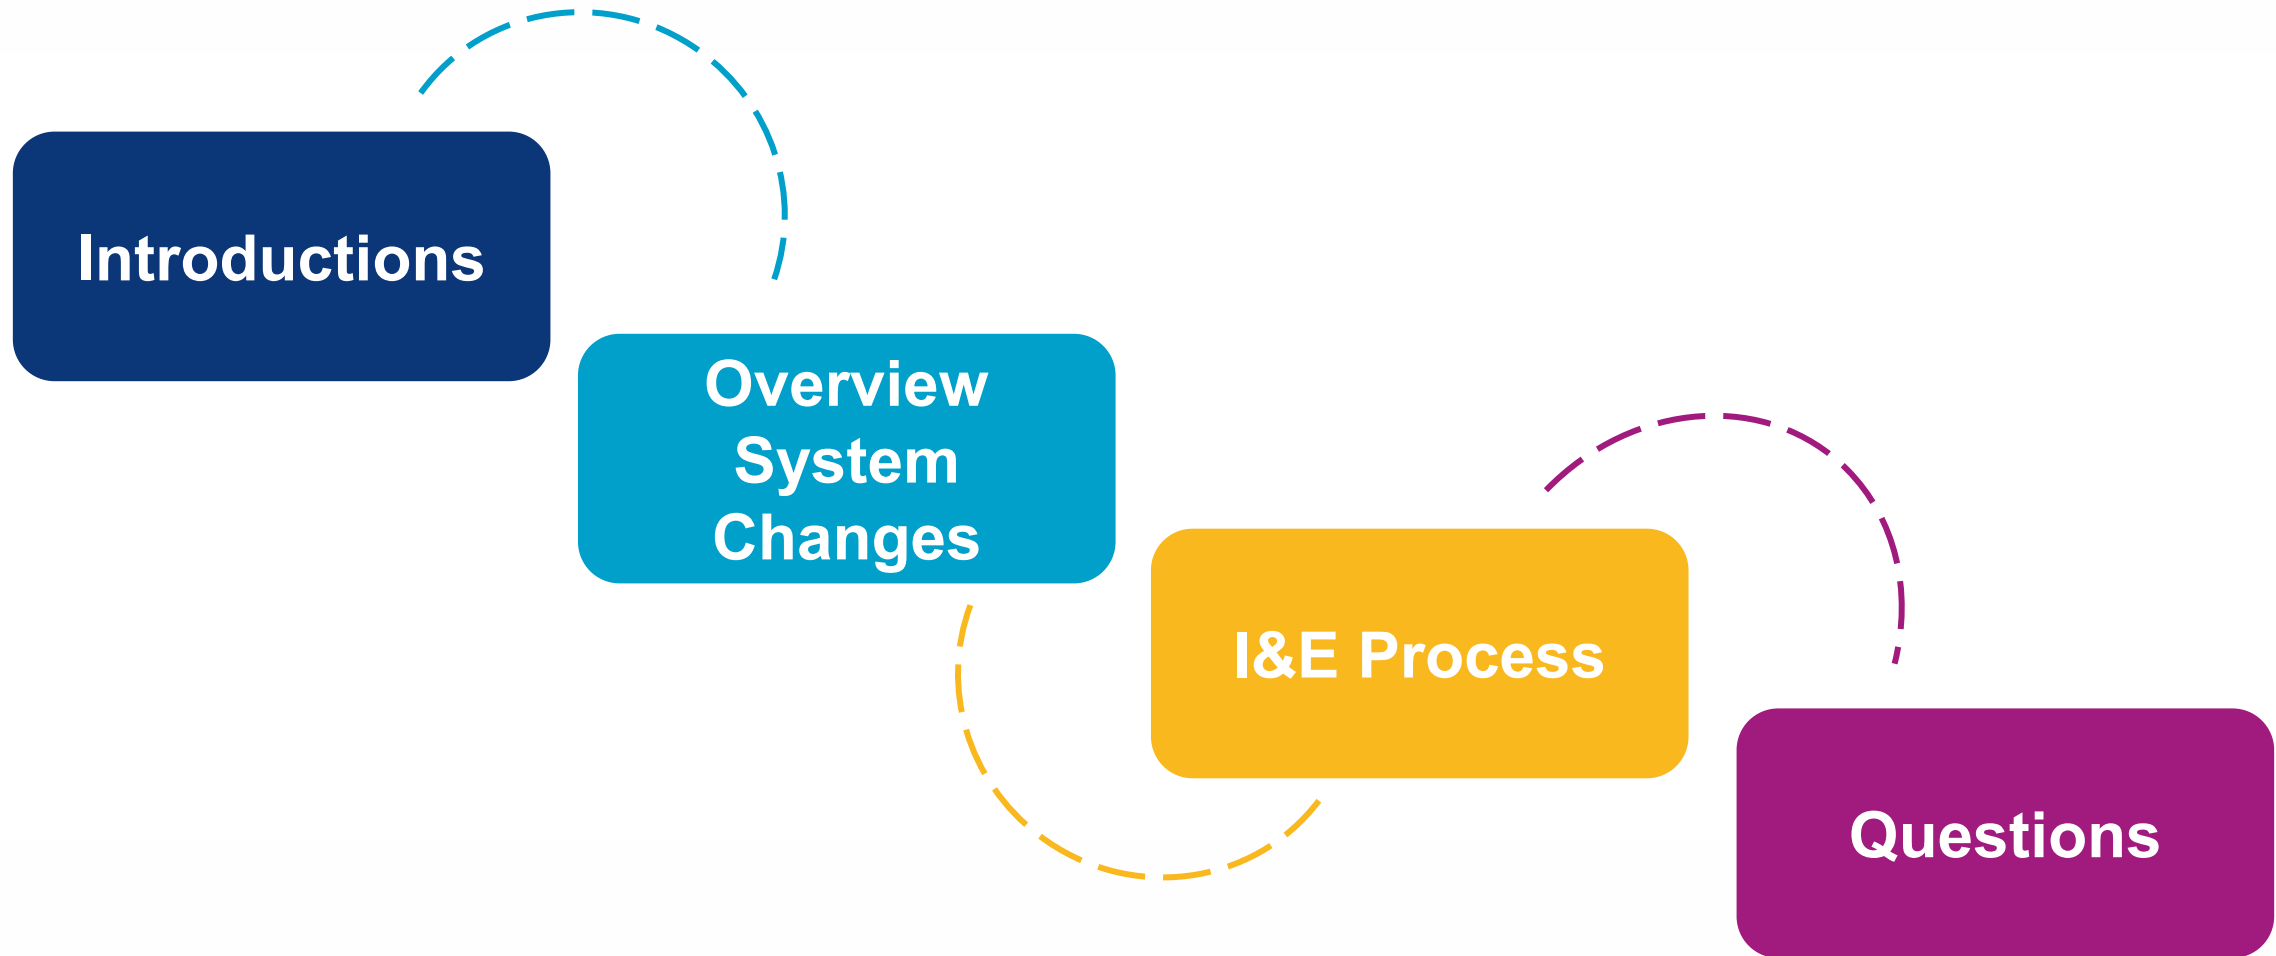 Introductions
Overview
System
Changes
I&E Process
Questions